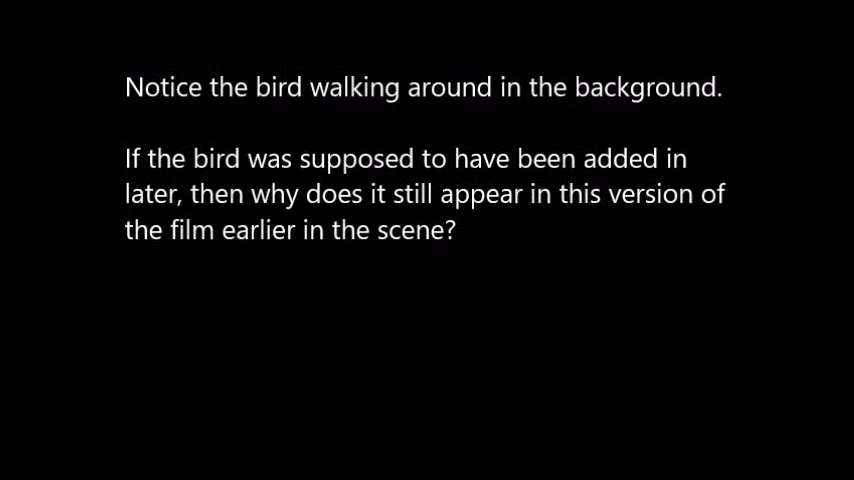 Notice the bird walking around in the background.
If the bird was supposed to have been added in
later, then why does it still appear in this version of
the film earlier in the scene?